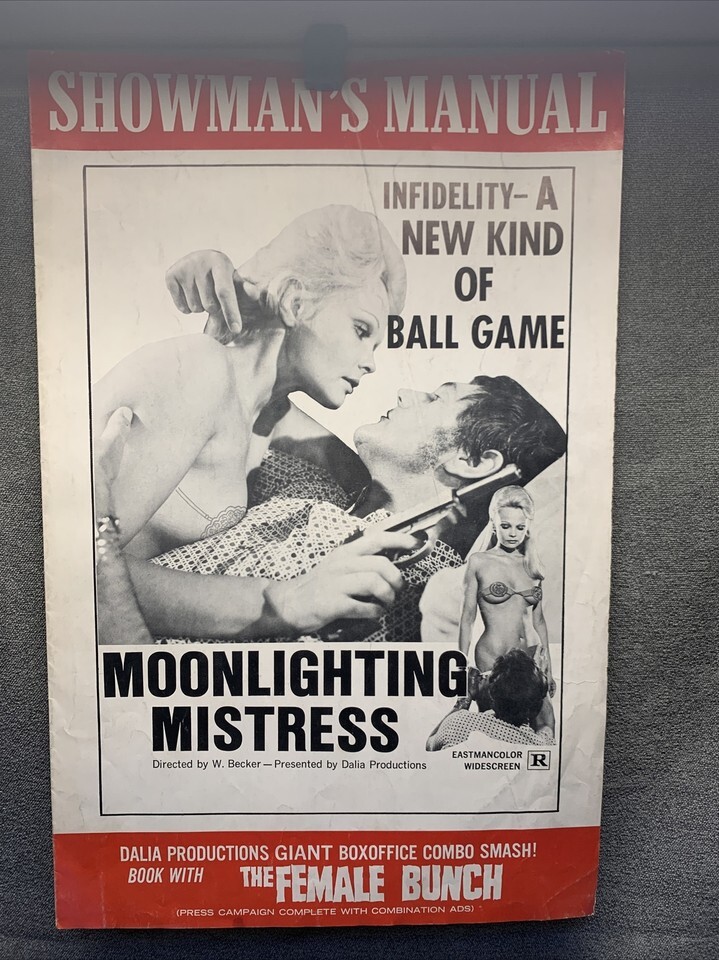 SHOWMAN'S MANUAL
INFIDELITY– A
NEW KIND
OF
BALL GAME
MOONLIGHTING
MISTRESS
Directed by W. Becker — Presented by Dalia Productions
EASTMANCOLOR
WIDESCREEN R
DALIA PRODUCTIONS GIANT BOXOFFICE COMBO SMASH!
BOOK WITH THE FEMALE BUNCH
(PRESS CAMPAIGN COMPLETE WITH COMBINATION ADS)